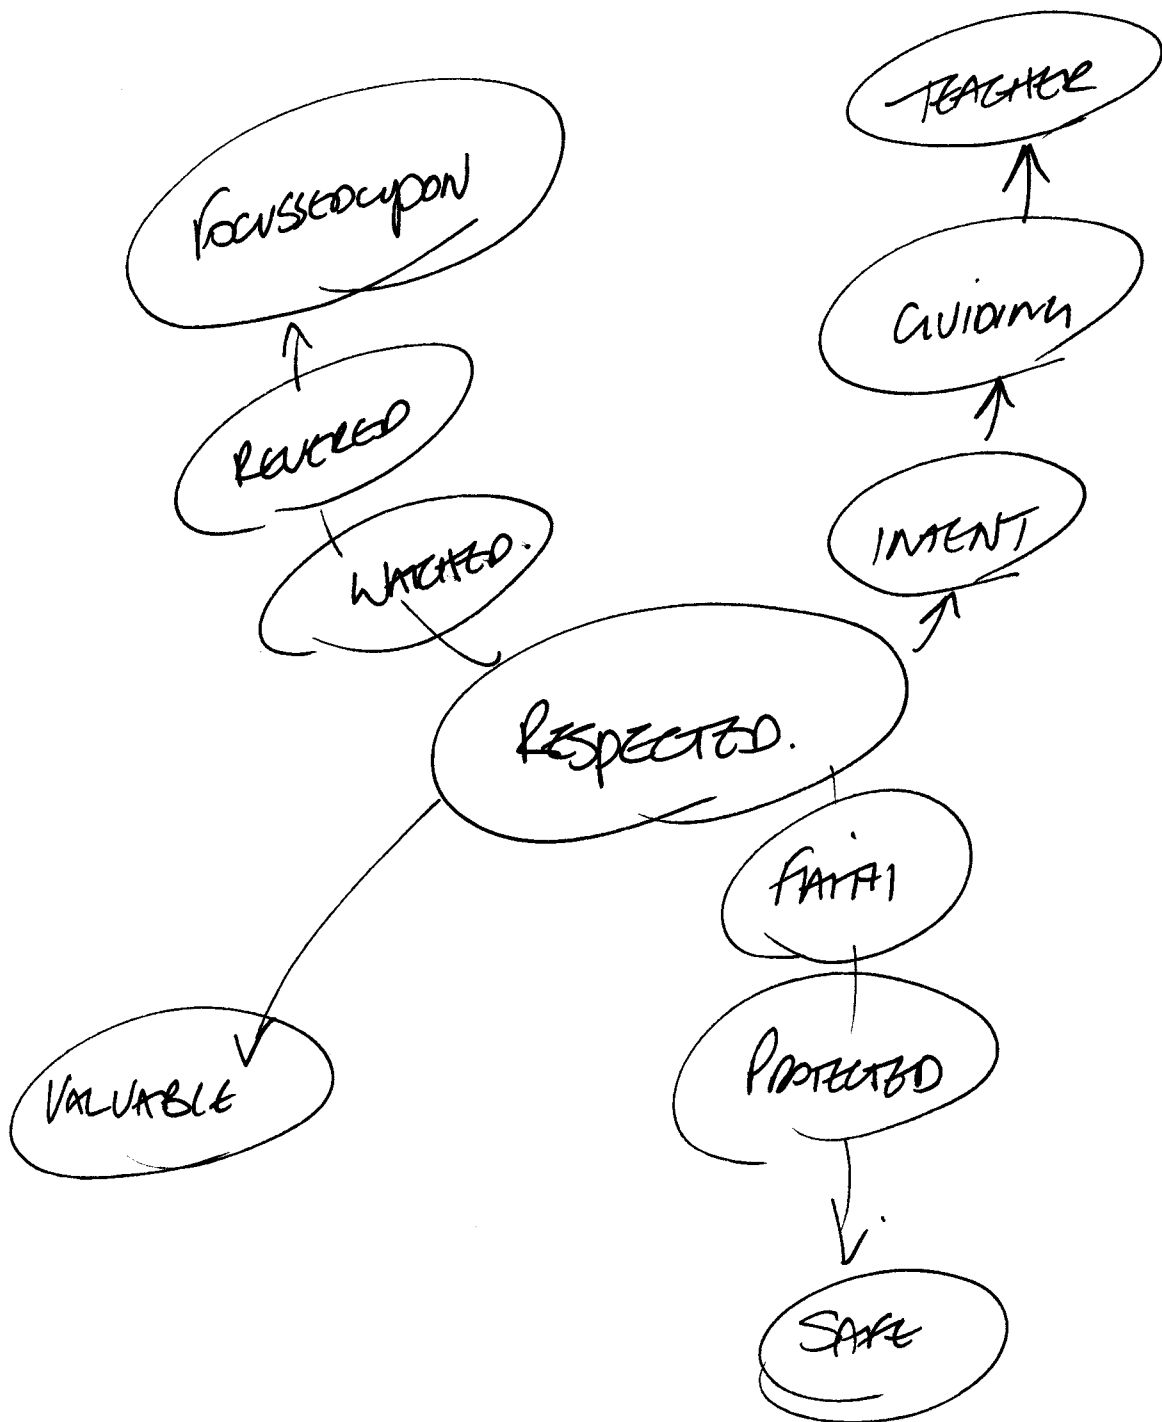 TEACHER
FOCUSSED UPON
GUIDING
REVERED
INTENT
WATCHED.
RESPECTED.
FAITH
PROTECTED
VALUABLE
SAFE